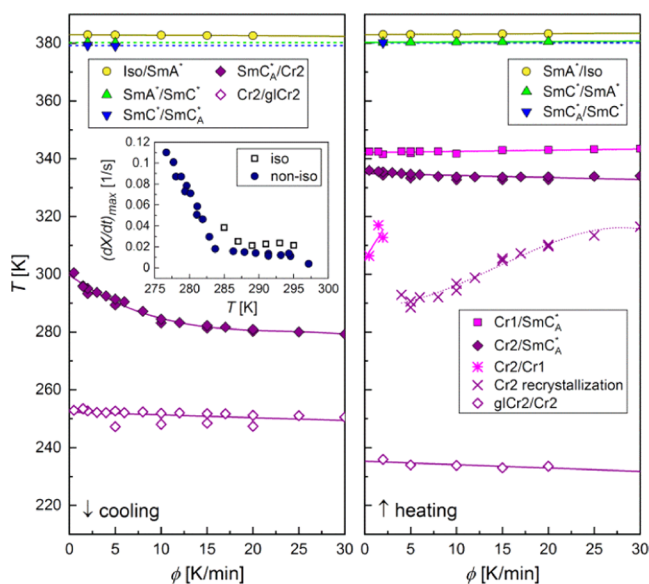 380
360
340
320
300
280
260
240
220
T [K]
Iso/SmA*
SmA*/SmC*
SmC*/SmC*A
SmC*A/Cr2
Cr2/glCr2
0.12
0.1
0.08
0.06
0.04
0.02
0
(dX/dt)max [1/s]
iso
non-iso
275 280 285 290 295 300
T [K]
↓ cooling
0 5 10 15 20 25 30
ϕ [K/min]
SmA*/Iso
SmC*/SmA*
SmC*A/SmC*
Cr1/SmC*A
Cr2/SmC*A
Cr2/Cr1
Cr2 recrystallization
glCr2/Cr2
↑ heating
0 5 10 15 20 25 30
ϕ [K/min]